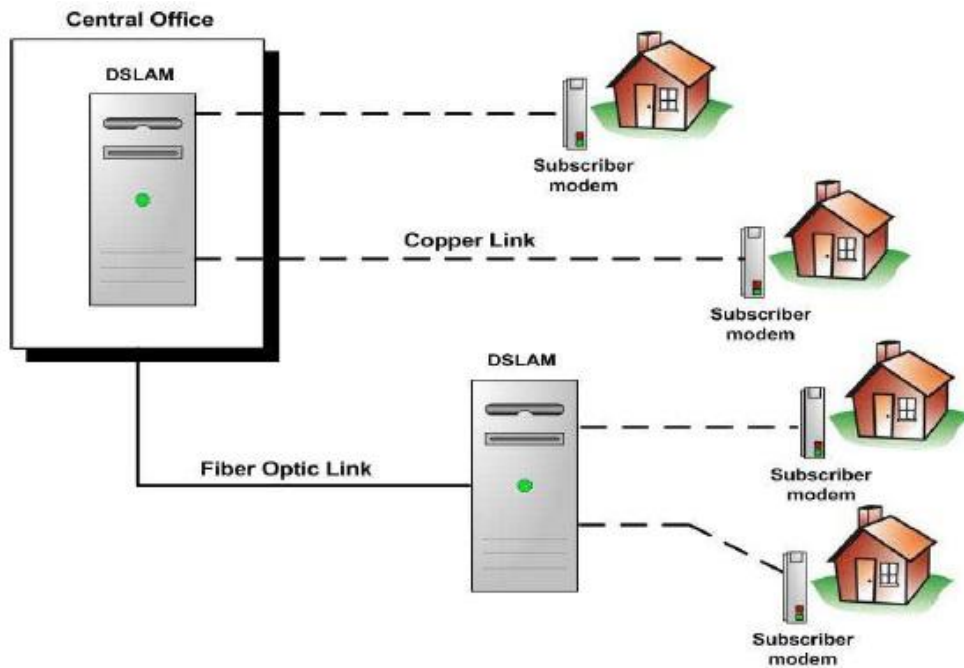 Central Office
DSLAM
Subscriber
modem
Copper Link
Subscriber
modem
DSLAM
Fiber Optic Link
Subscriber
modem
Subscriber
modem